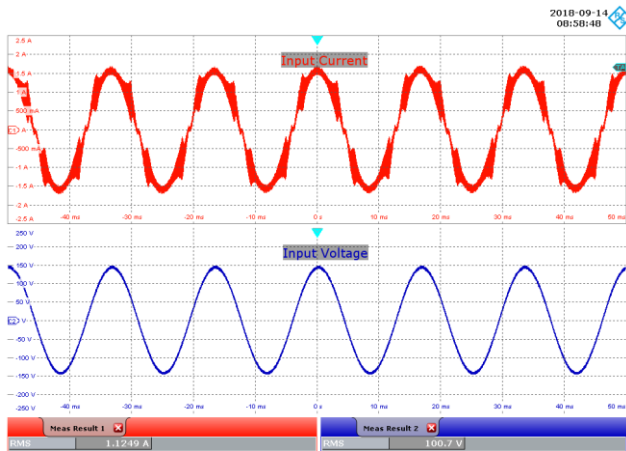 2018-09-14
08:58:48
2.5 A
2 A
Input Current
1.5 A
1 A
500 mA
A
-500 mA
-1 A
-1.5 A
-2 A
-2.5 A
-40 ms -30 ms -20 ms -10 ms 0 s 10 ms 20 ms 30 ms 40 ms 50 ms
250 V
200 V
Input Voltage
150 V
100 V
50 V
V
-50 V
-100 V
-150 V
-200 V
-250 V
-40 ms -30 ms -20 ms -10 ms 0 s 10 ms 20 ms 30 ms 40 ms 50 ms
Meas Result 1 Meas Result 2
RMS 1.1249 A RMS 100.7 V